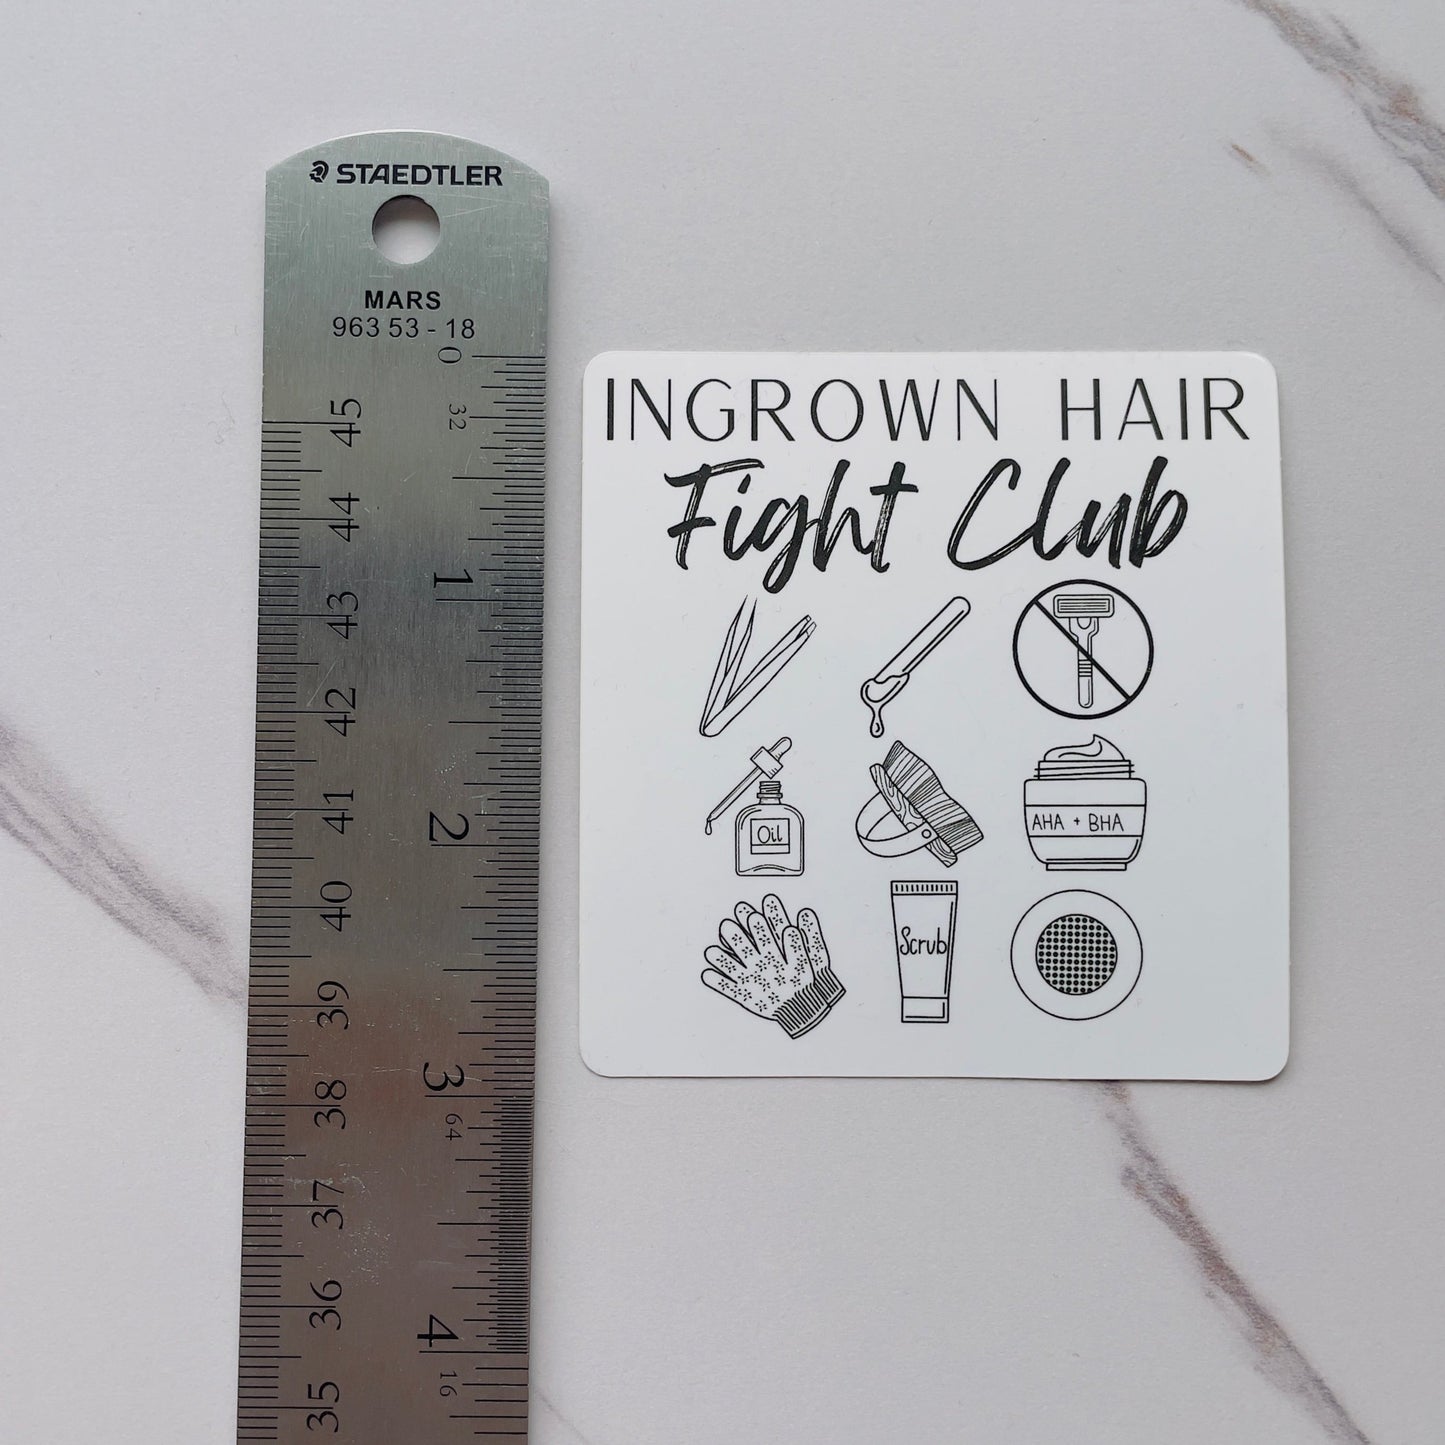 STAEDTLER
MARS
963 53 - 18
0
32
45
44
1
43
42
41
2
40
39
3
38
64
37
36
4
16
35
INGROWN HAIR
Fight Club
Oil
AHA + BHA
Scrub